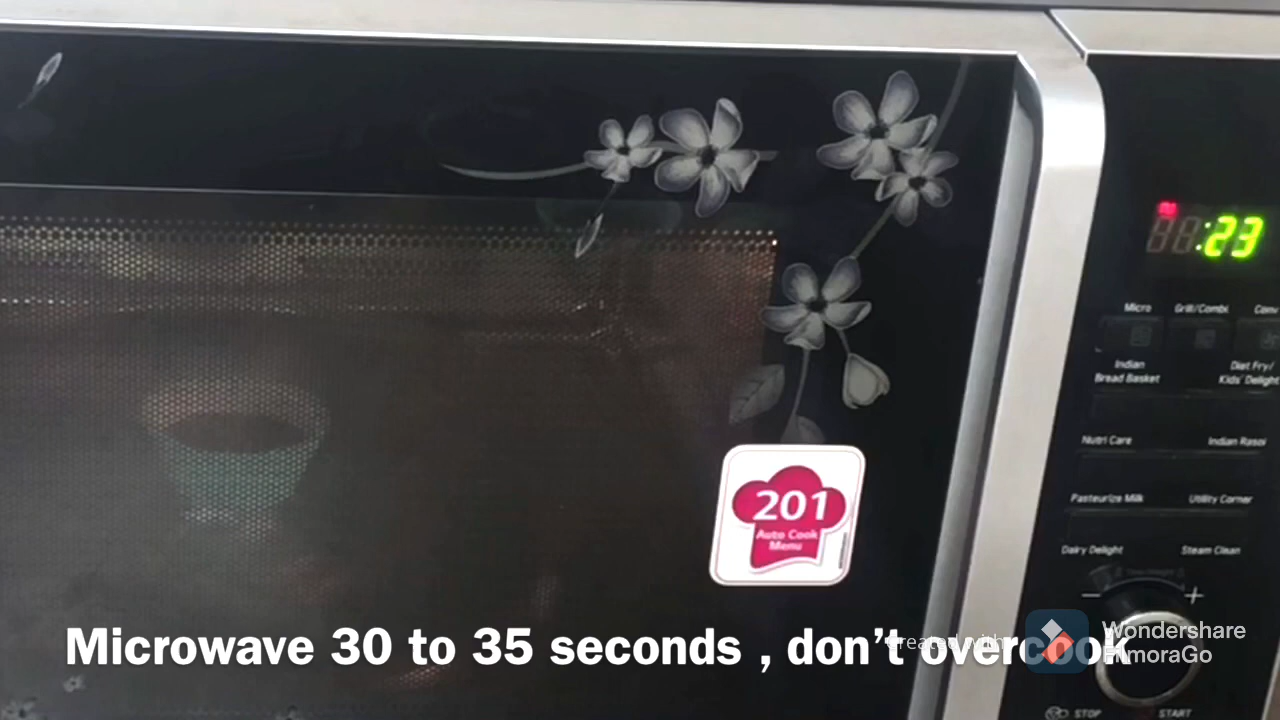 :23
Micro Grill/Combi Conv
Indian Bread Basket
Diet Fry/ Kids' Delight
Nutri Care Indian Rasoi
Pasteurize Milk Utility Corner
Dairy Delight Steam Clean
− +
STOP START
201
Auto Cook
Menu
Microwave 30 to 35 seconds , don't overcook
created with
Wondershare
FilmoraGo